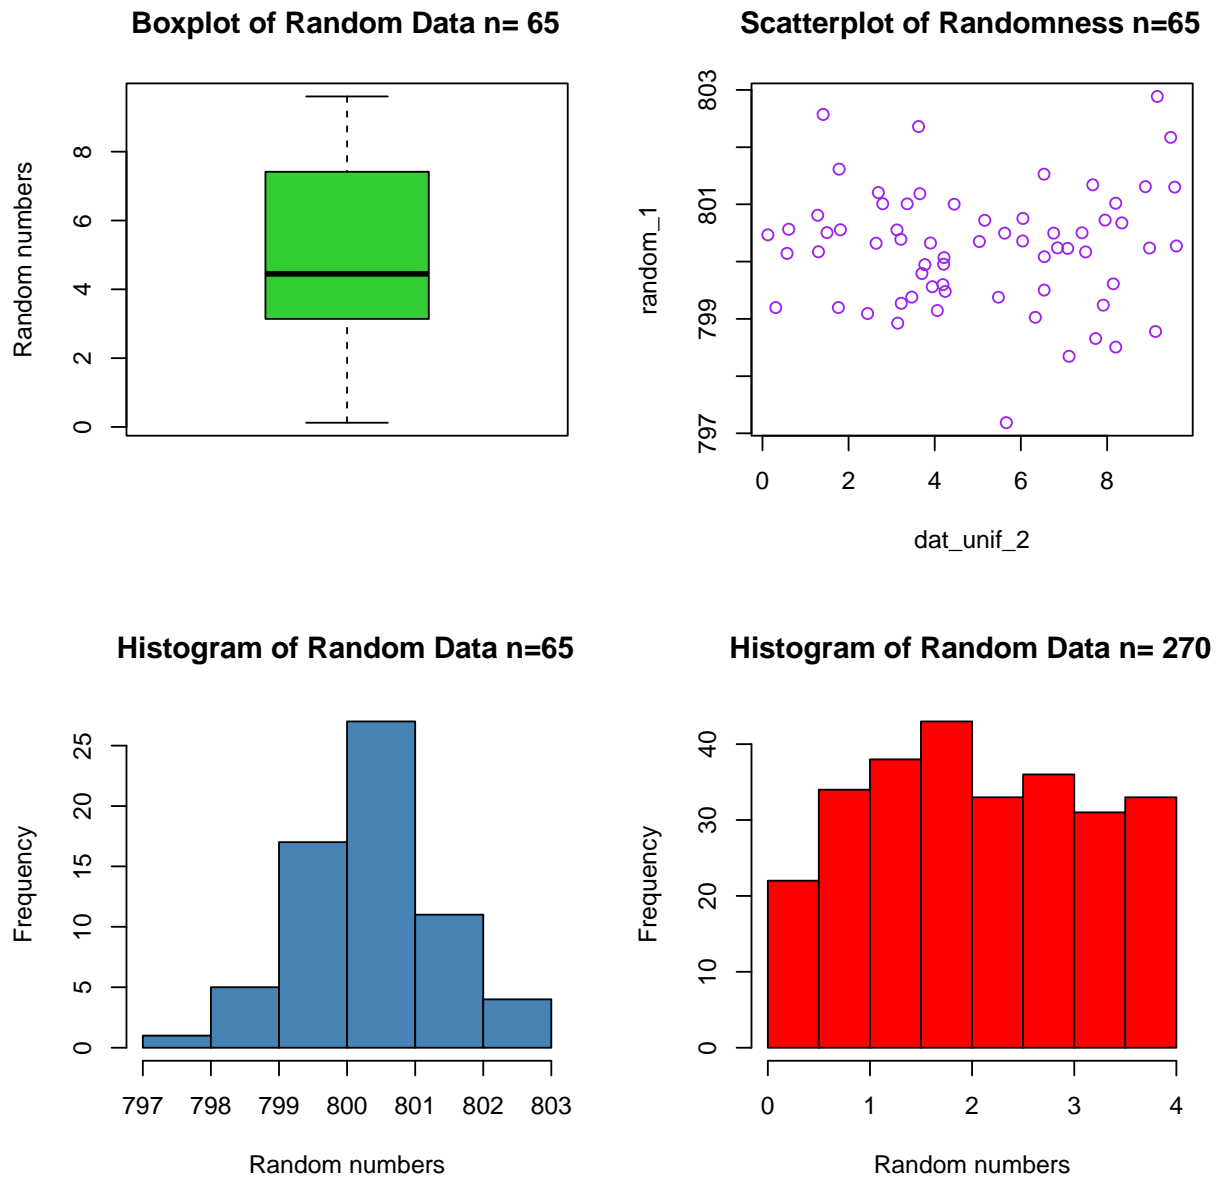 Boxplot of Random Data n= 65
Random numbers
0
2
4
6
8
Scatterplot of Randomness n=65
random_1
797
799
801
803
0 2 4 6 8
dat_unif_2
Histogram of Random Data n=65
Frequency
0
5
10
15
20
25
797 798 799 800 801 802 803
Random numbers
Histogram of Random Data n= 270
Frequency
0
10
20
30
40
0 1 2 3 4
Random numbers